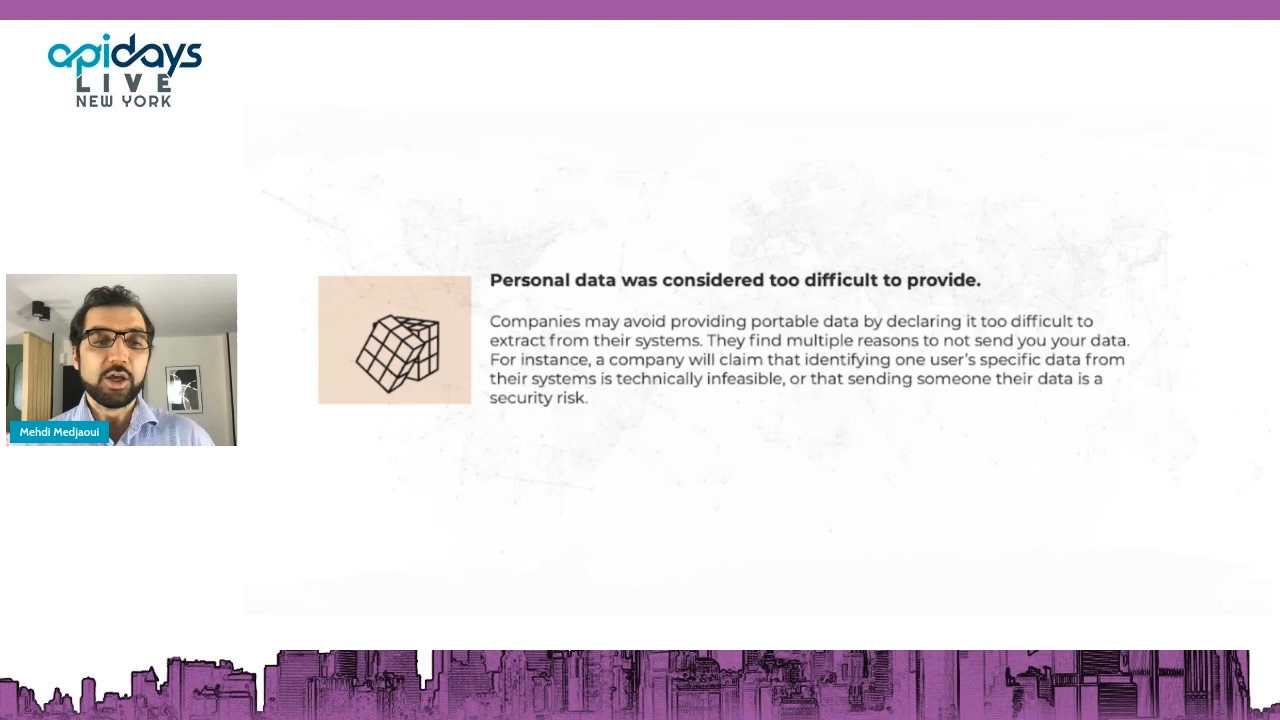 apidays
LIVE
NEW YORK
Personal data was considered too difficult to provide.
Companies may avoid providing portable data by declaring it too difficult to
extract from their systems. They find multiple reasons to not send you your data.
For instance, a company will claim that identifying one user's specific data from
their systems is technically infeasible, or that sending someone their data is a
security risk.
Mehdi Medjaoui